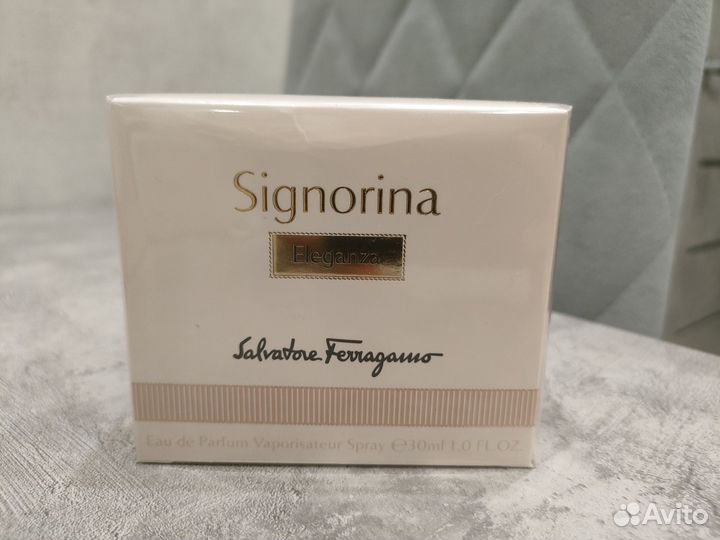 Signorina
Eleganza
Salvatore Ferragamo
Eau de Parfum Vaporisateur Spray ℮30ml 1.0 FL.OZ.
Avito